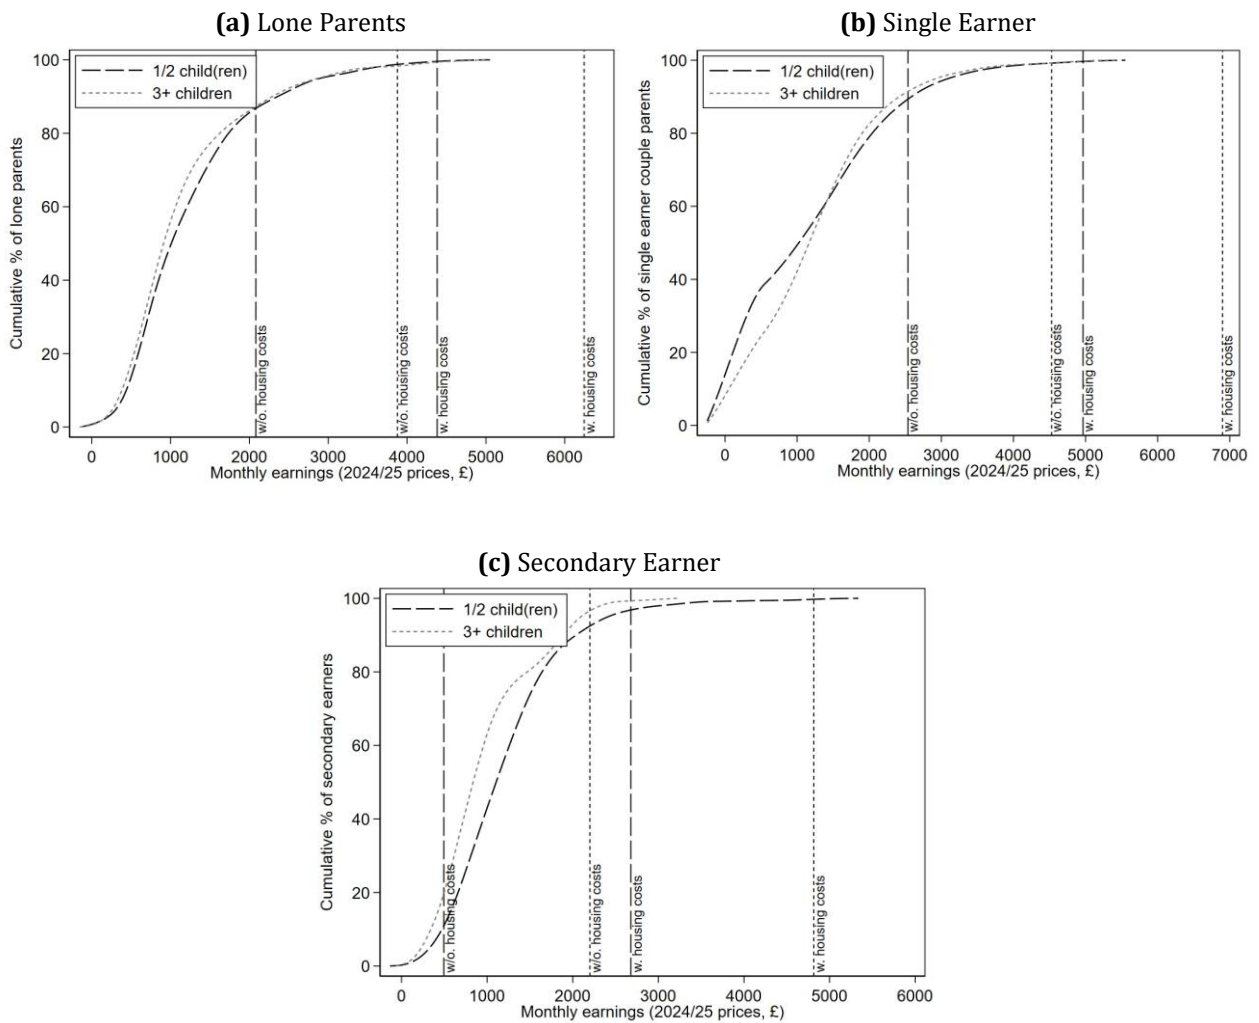 (a) Lone Parents
1/2 child(ren)
3+ children
Cumulative % of lone parents
100
80
60
40
20
0
w/o. housing costs
w/o. housing costs
w. housing costs
w. housing costs
0 1000 2000 3000 4000 5000 6000
Monthly earnings (2024/25 prices, £)
(b) Single Earner
1/2 child(ren)
3+ children
Cumulative % of single earner couple parents
100
80
60
40
20
0
w/o. housing costs
w/o. housing costs
w. housing costs
w. housing costs
0 1000 2000 3000 4000 5000 6000 7000
Monthly earnings (2024/25 prices, £)
(c) Secondary Earner
1/2 child(ren)
3+ children
Cumulative % of secondary earners
100
80
60
40
20
0
w/o. housing costs
w/o. housing costs
w. housing costs
w. housing costs
0 1000 2000 3000 4000 5000 6000
Monthly earnings (2024/25 prices, £)